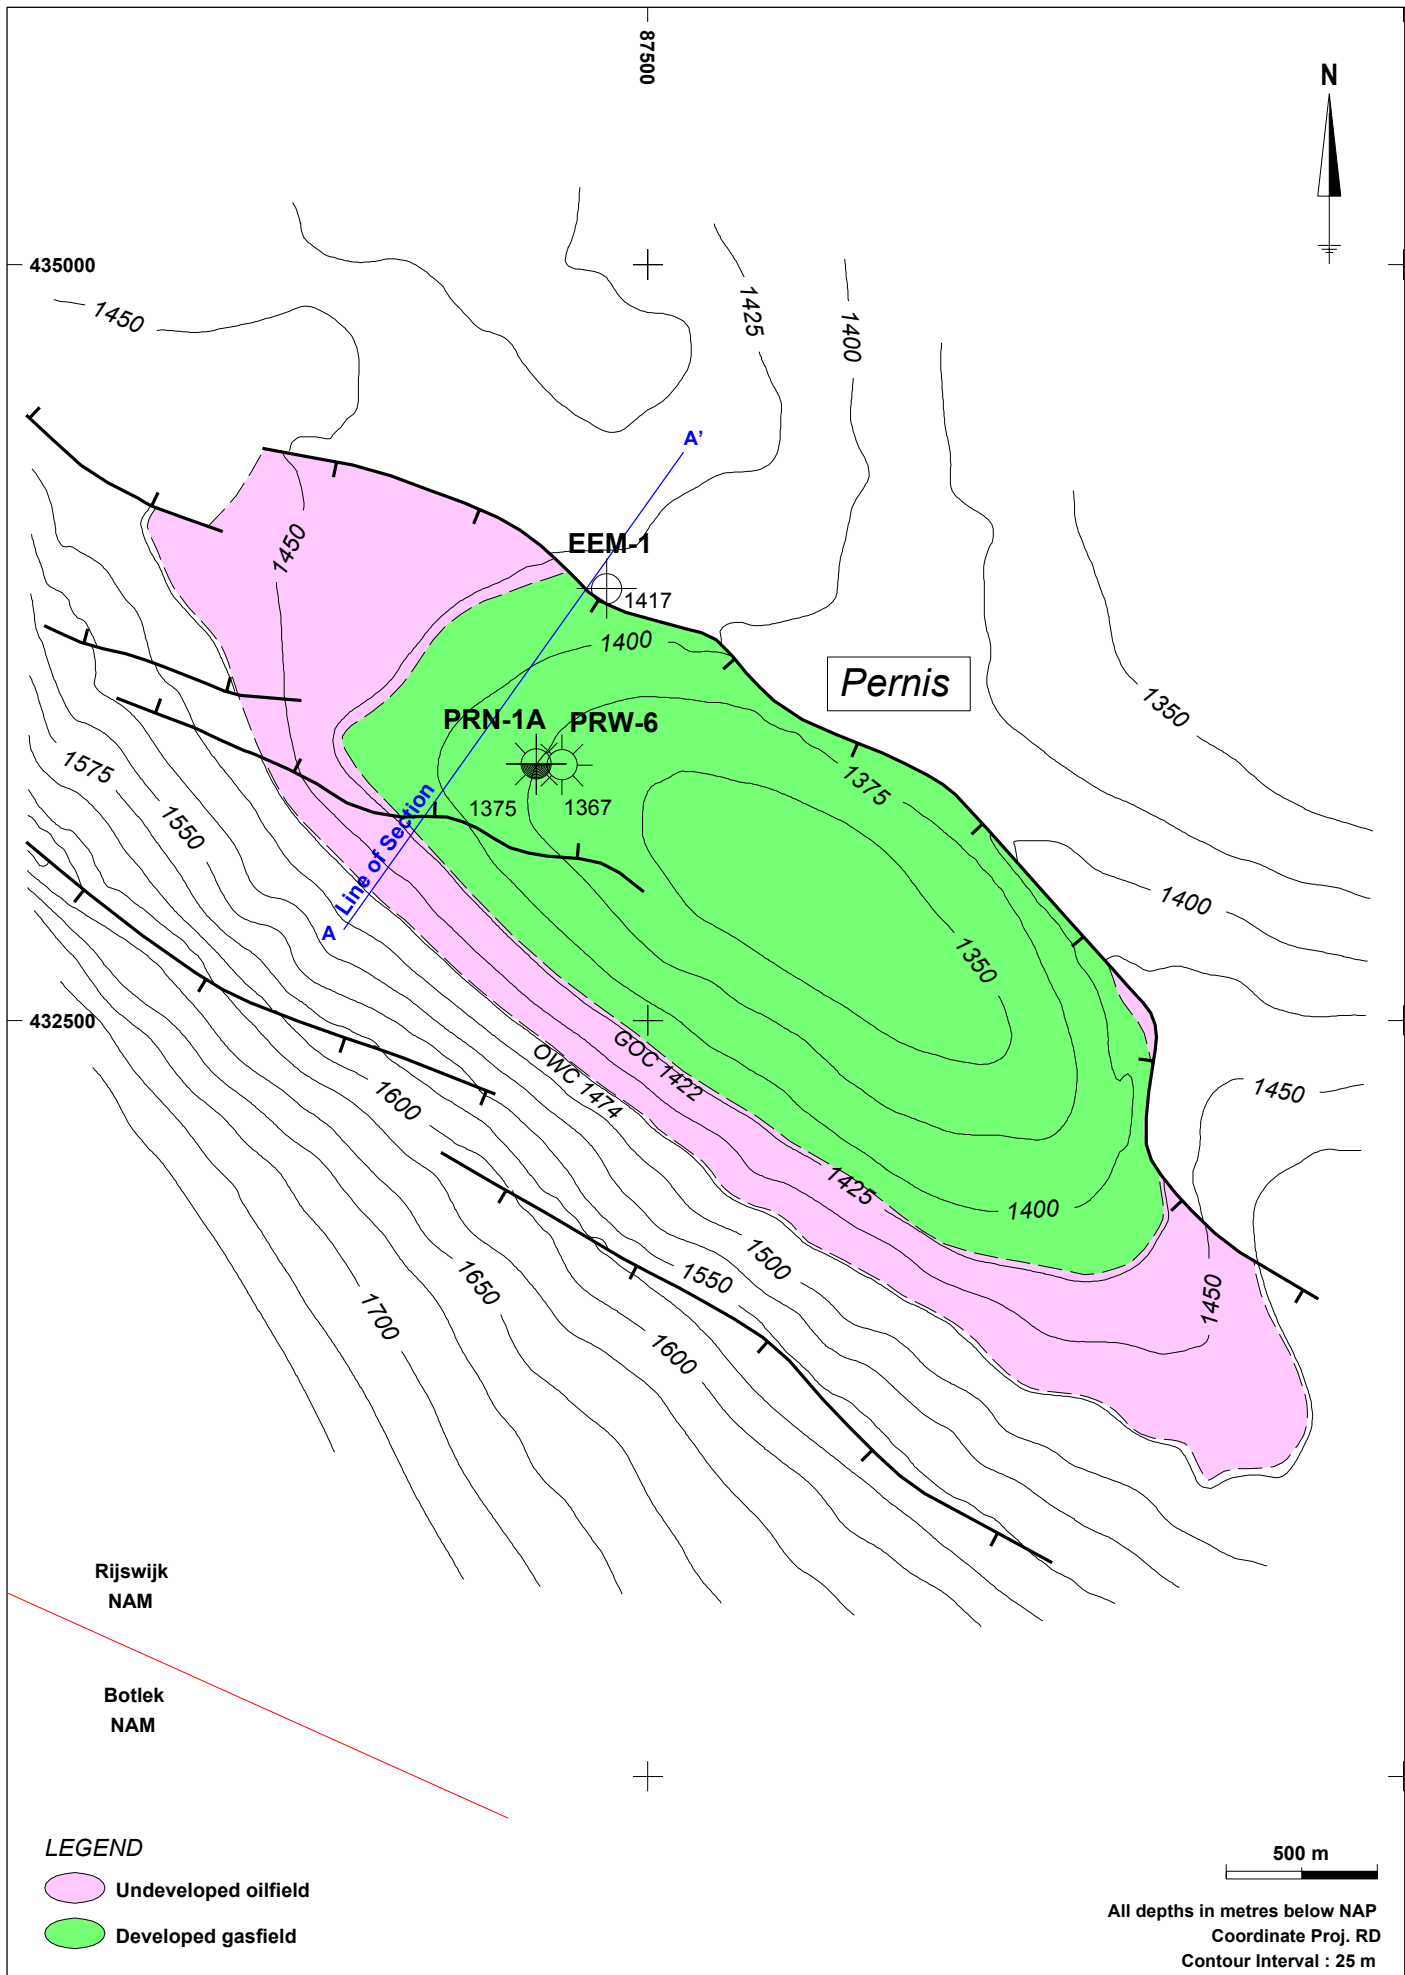 87500
N
435000
1450
1425
1400
A'
1450
EEM-1
1417
1400
Pernis
1350
PRN-1A
PRW-6
1575
1550
1375
1367
1375
Line of Section
A
1400
1350
432500
GOC 1422
OWC 1474
1600
1450
1425
1400
1500
1550
1650
1700
1600
1450
Rijswijk
NAM
Botlek
NAM
LEGEND
Undeveloped oilfield
Developed gasfield
500 m
All depths in metres below NAP
Coordinate Proj. RD
Contour Interval : 25 m